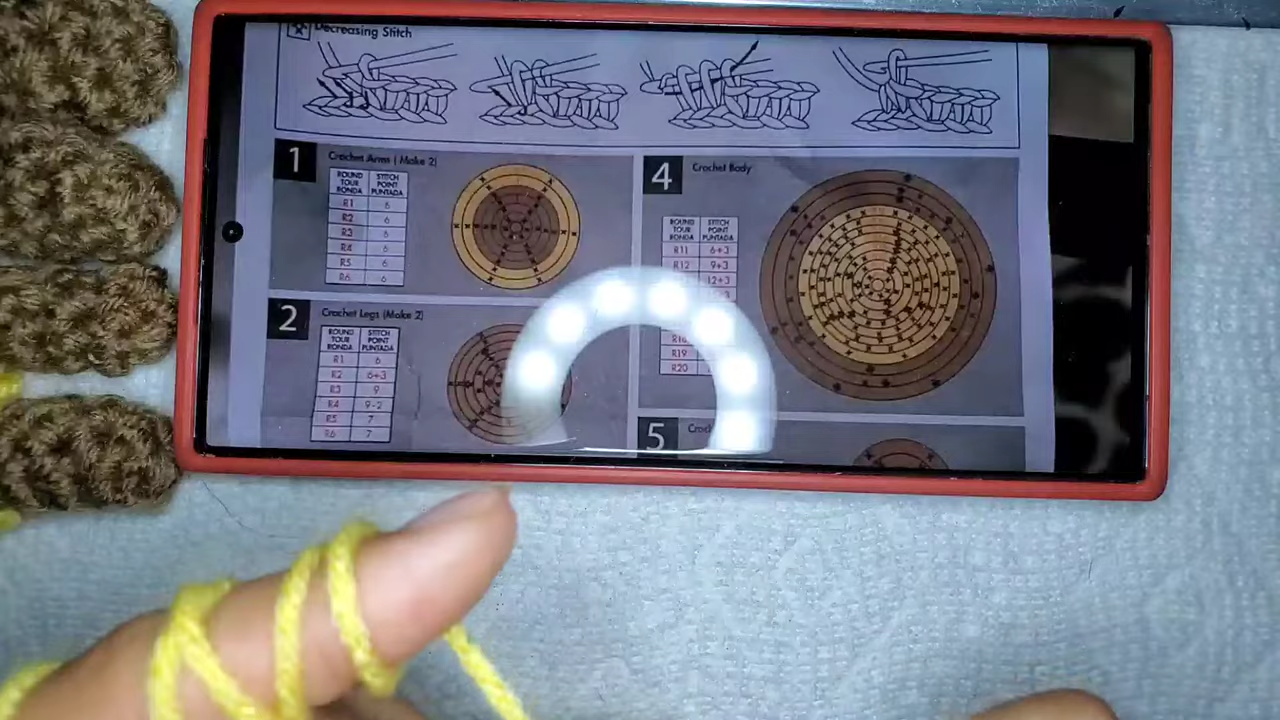 Decreasing Stitch
1 Crochet Arms ( Make 2)
ROUND TOUR RONDA STITCH POINT PUNTADA
R1 6
R2 6
R3 6
R4 6
R5 6
R6 6
2 Crochet Legs (Make 2)
ROUND TOUR RONDA STITCH POINT PUNTADA
R1 6
R2 6+3
R3 9
R4 9-2
R5 7
R6 7
4 Crochet Body
ROUND TOUR RONDA STITCH POINT PUNTADA
R11 6+3
R12 9+3
12+3
R19
R20
5